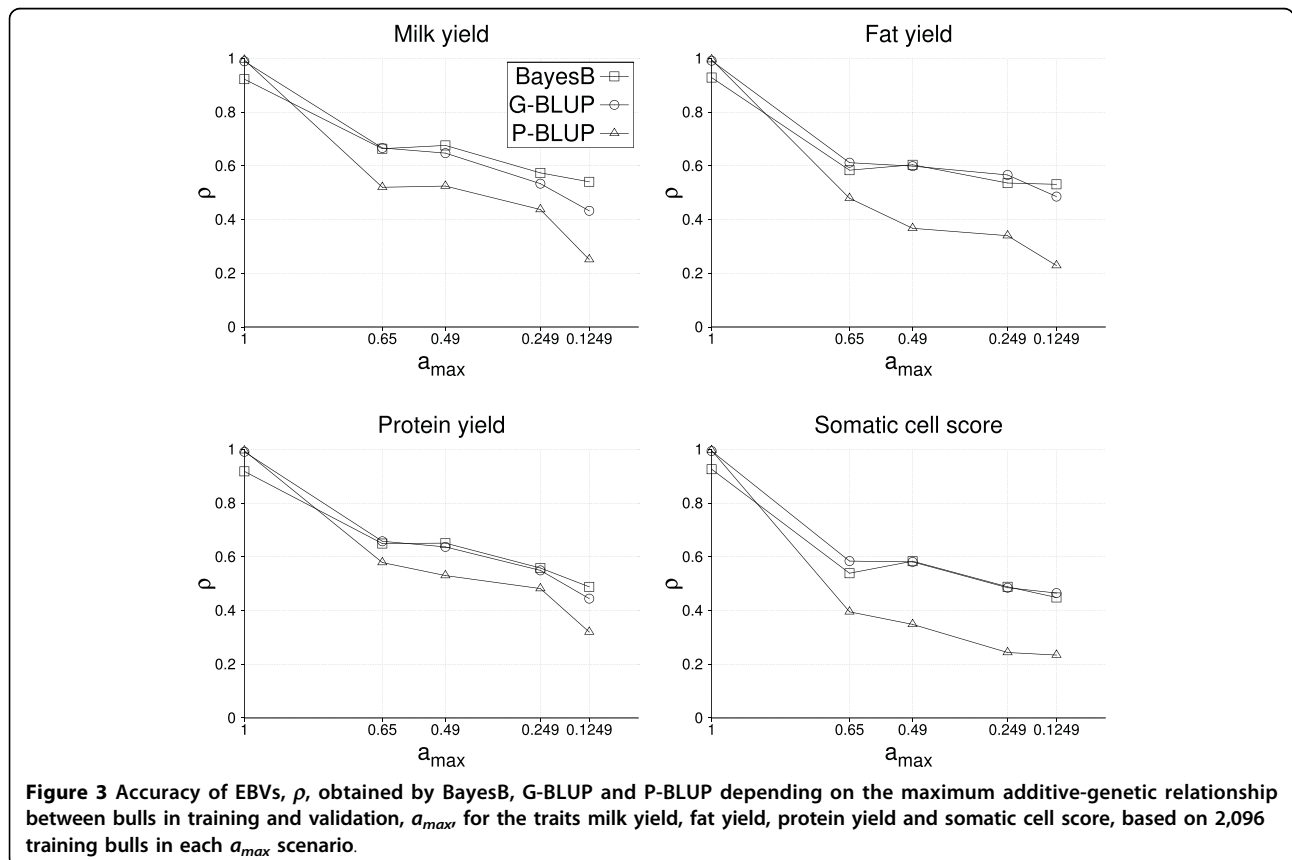 Milk yield
1
0.8
0.6
0.4
0.2
0
ρ
1 0.65 0.49 0.249 0.1249
a_max
BayesB
G-BLUP
P-BLUP
Fat yield
1
0.8
0.6
0.4
0.2
0
ρ
1 0.65 0.49 0.249 0.1249
a_max
Protein yield
1
0.8
0.6
0.4
0.2
0
ρ
1 0.65 0.49 0.249 0.1249
a_max
Somatic cell score
1
0.8
0.6
0.4
0.2
0
ρ
1 0.65 0.49 0.249 0.1249
a_max
Figure 3 Accuracy of EBVs, ρ, obtained by BayesB, G-BLUP and P-BLUP depending on the maximum additive-genetic relationship
between bulls in training and validation, a_max, for the traits milk yield, fat yield, protein yield and somatic cell score, based on 2,096
training bulls in each a_max scenario.